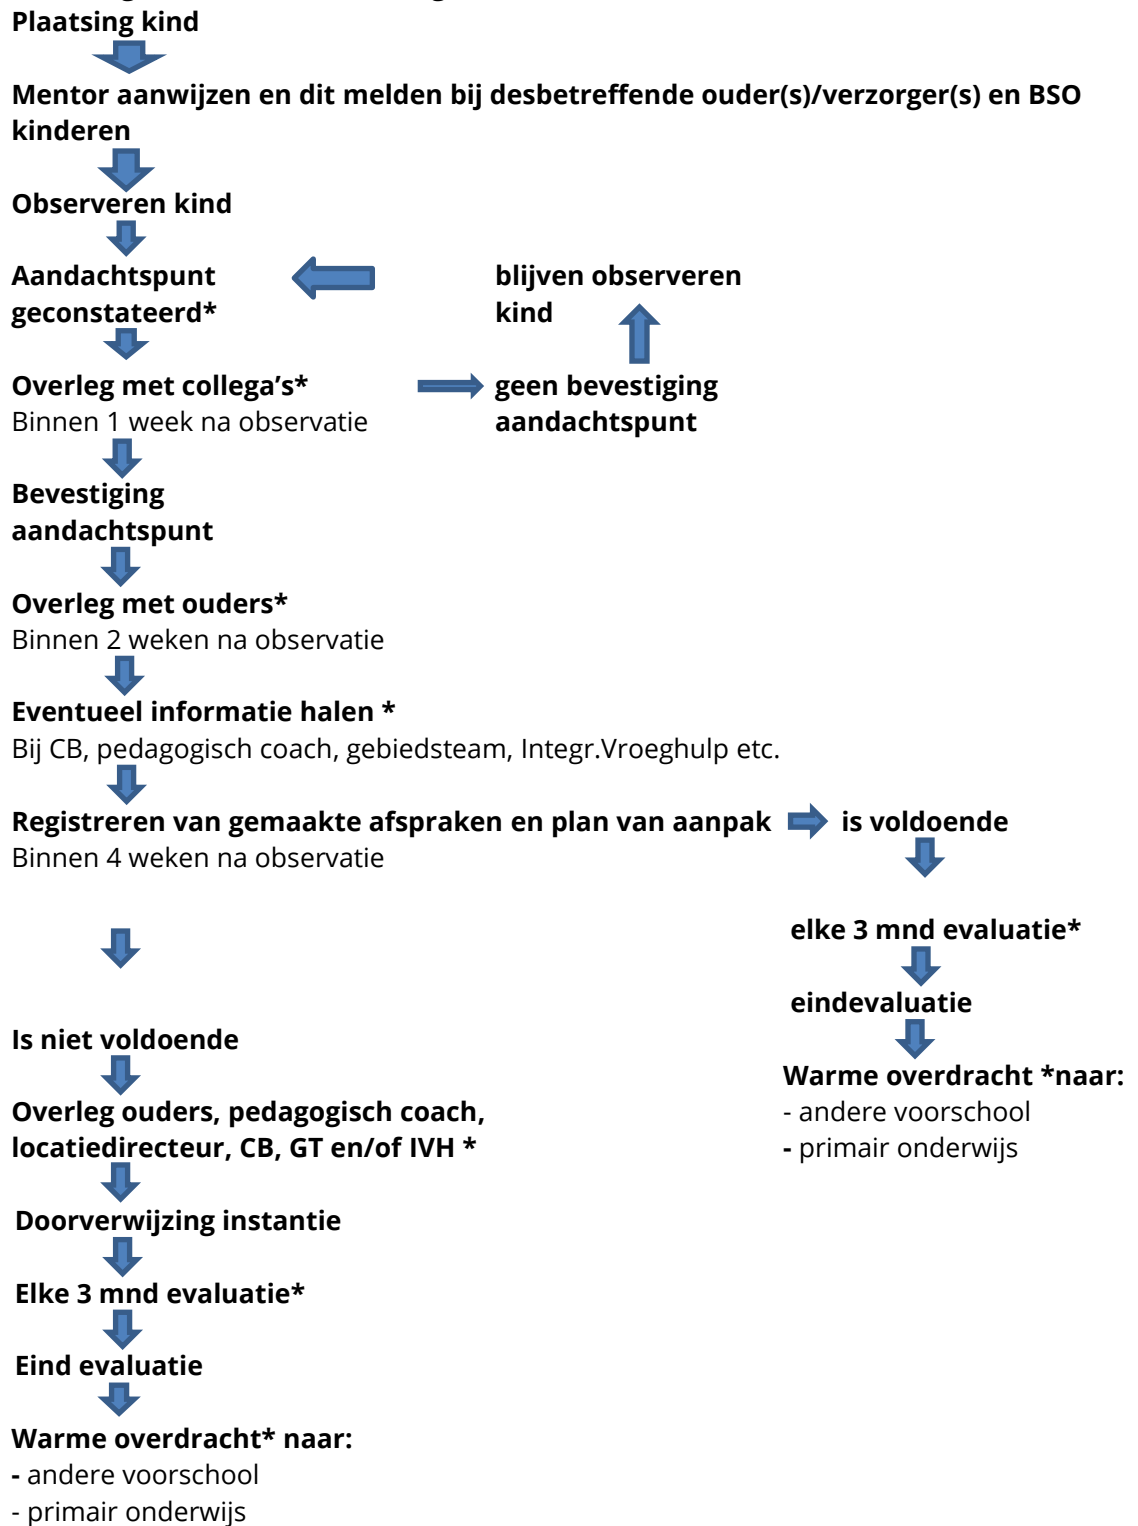 Plaatsing kind
Mentor aanwijzen en dit melden bij desbetreffende ouder(s)/verzorger(s) en BSO
kinderen
Observeren kind
Aandachtspunt
geconstateerd*
blijven observeren
kind
Overleg met collega's*
Binnen 1 week na observatie
geen bevestiging
aandachtspunt
Bevestiging
aandachtspunt
Overleg met ouders*
Binnen 2 weken na observatie
Eventueel informatie halen *
Bij CB, pedagogisch coach, gebiedsteam, Integr.Vroeghulp etc.
Registreren van gemaakte afspraken en plan van aanpak
Binnen 4 weken na observatie
is voldoende
elke 3 mnd evaluatie*
eindevaluatie
Warme overdracht *naar:
- andere voorschool
- primair onderwijs
Is niet voldoende
Overleg ouders, pedagogisch coach,
locatiedirecteur, CB, GT en/of IVH *
Doorverwijzing instantie
Elke 3 mnd evaluatie*
Eind evaluatie
Warme overdracht* naar:
- andere voorschool
- primair onderwijs